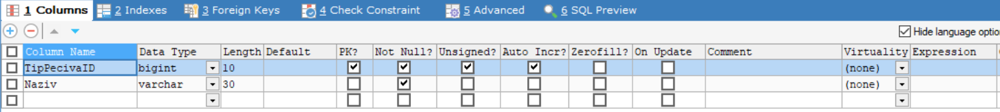 1 Columns 2 Indexes 3 Foreign Keys 4 Check Constraint 5 Advanced 6 SQL Preview
Hide language optio
Column Name Data Type Length Default PK? Not Null? Unsigned? Auto Incr? Zerofill? On Update Comment Virtuality Expression
TipPecivaID bigint 10 (none)
Naziv varchar 30 (none)